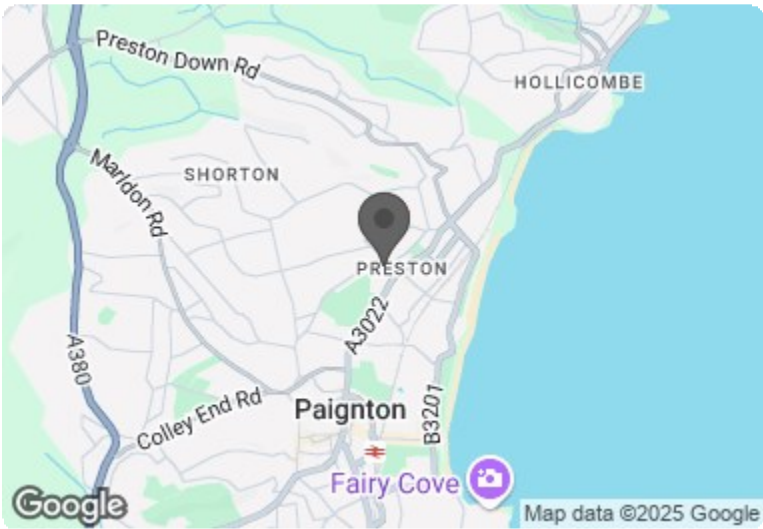 Preston Down Rd
HOLLICOMBE
Marldon Rd
SHORTON
PRESTON
A3022
A380
Colley End Rd
Paignton
B3201
Fairy Cove
Google
Map data ©2025 Google